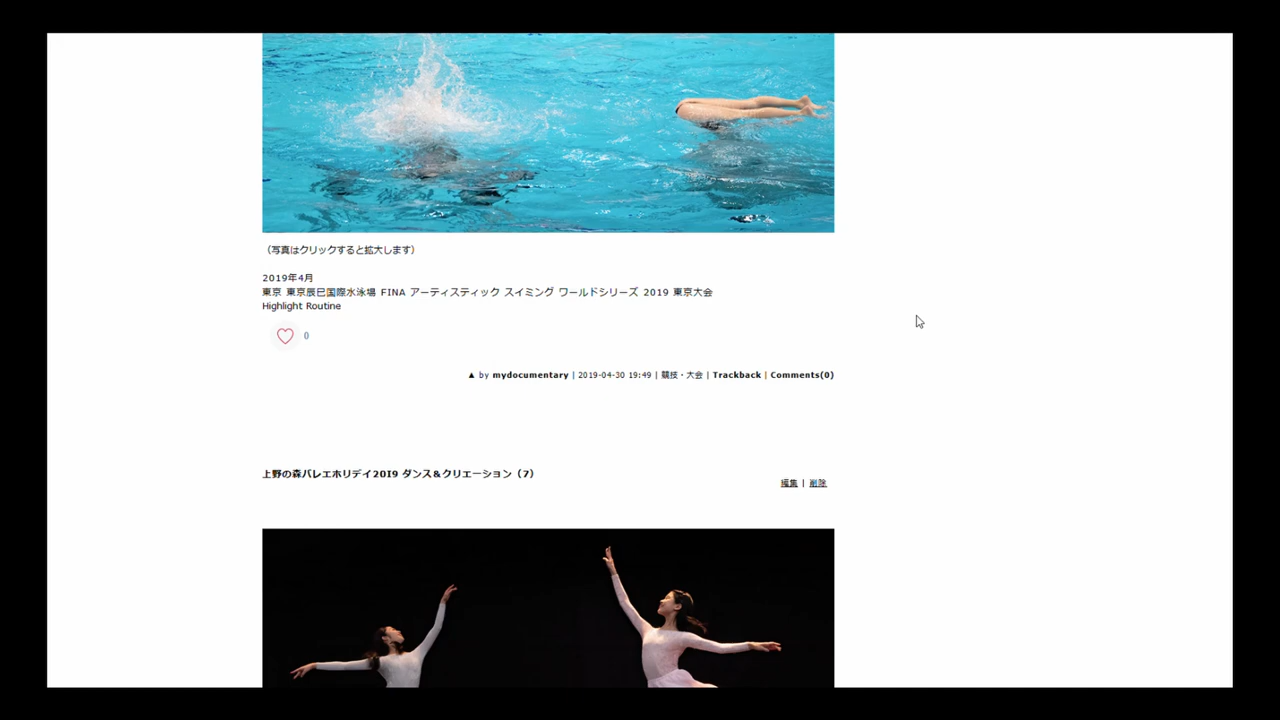 （写真はクリックすると拡大します）
2019年4月
東京 東京辰巳国際水泳場 FINA アーティスティック スイミング ワールドシリーズ 2019 東京大会
Highlight Routine
0
▲ by mydocumentary | 2019-04-30 19:49 | 競技・大会 | Trackback | Comments(0)
上野の森バレエホリデイ2019 ダンス＆クリエーション（7）
編集 | 削除